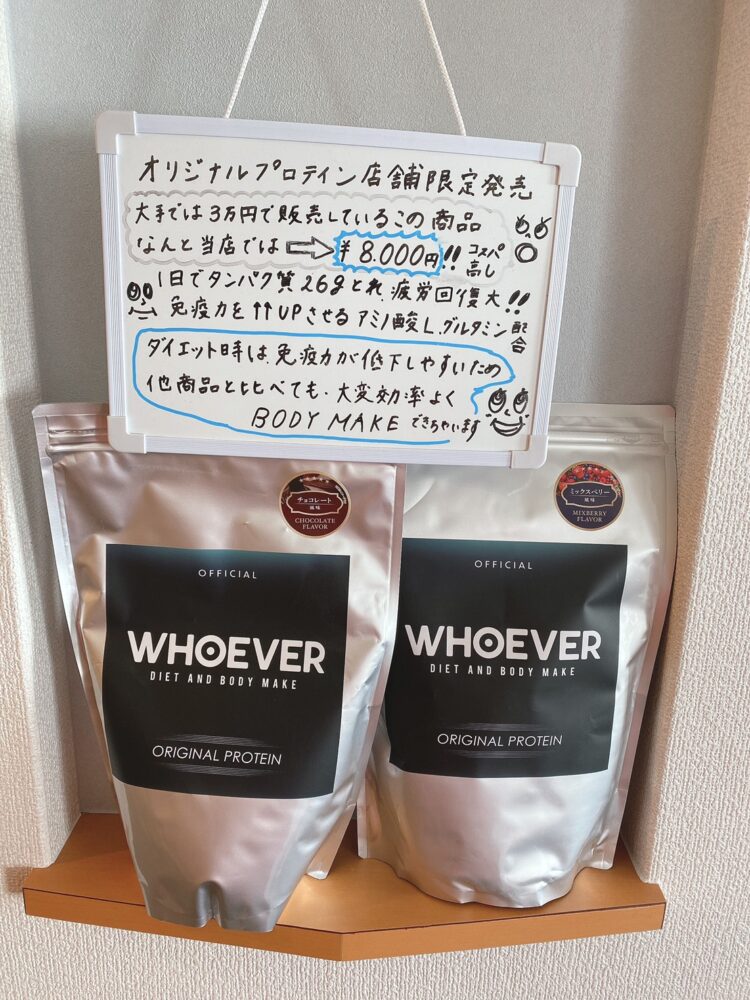 オリジナルプロテイン店舗限定発売
大手では3万円で販売しているこの商品
なんと当店では⇨¥8.000円!!コスパ高し
1日でタンパク質26gとれ.疲労回復大!!
免疫力を↑↑UPさせるアミノ酸L.グルタミン配合
ダイエット時は.免疫力が低下しやすいため
他商品と比べても.大変効率よく
BODY MAKEできちゃいます
チョコレート
風味
CHOCOLATE
FLAVOR
OFFICIAL
WHOEVER
DIET AND BODY MAKE
ORIGINAL PROTEIN
ミックスベリー
風味
MIXBERRY
FLAVOR
OFFICIAL
WHOEVER
DIET AND BODY MAKE
ORIGINAL PROTEIN